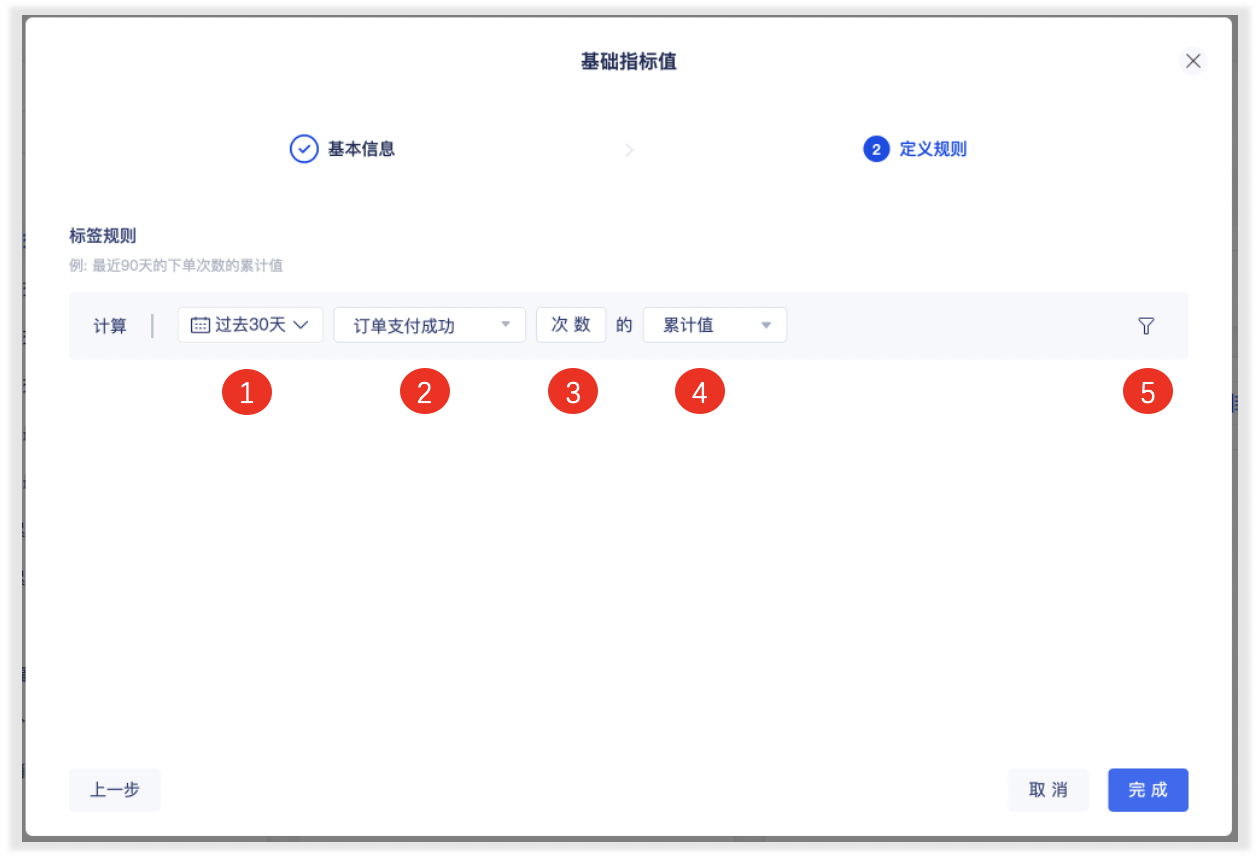 基础指标值
基本信息
2 定义规则
标签规则
例: 最近90天的下单次数的累计值
计算 过去30天 订单支付成功 次数 的 累计值
1 2 3 4 5
上一步 取消 完成